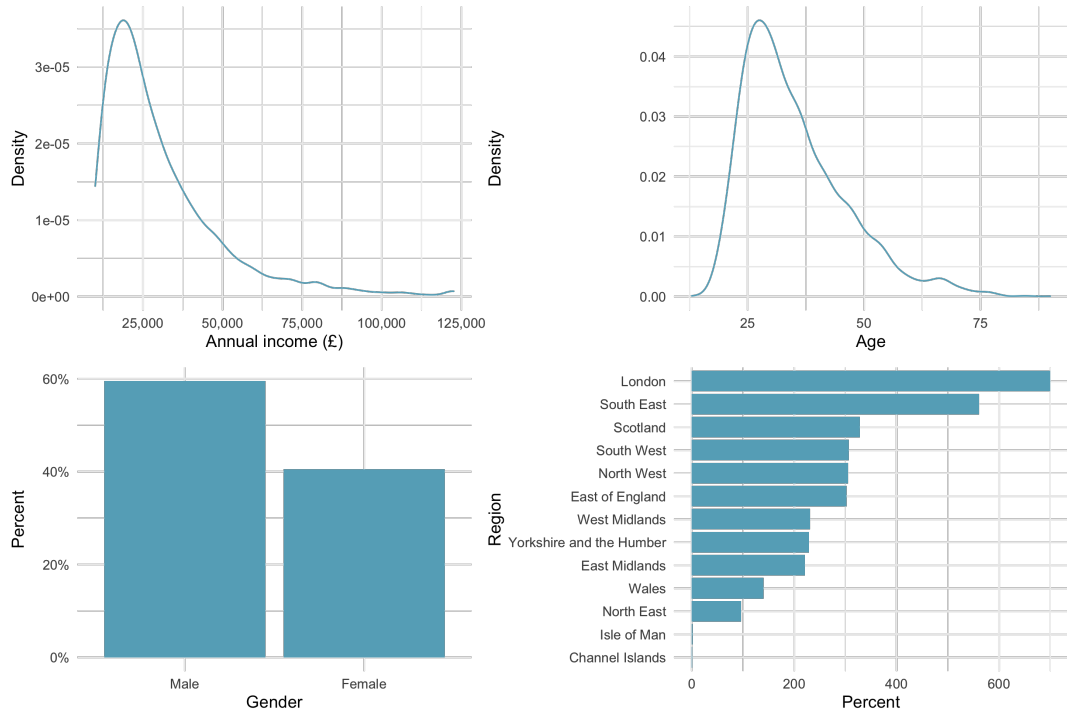 Density
3e-05
2e-05
1e-05
0e+00
25,000 50,000 75,000 100,000 125,000
Annual income (£)
Density
0.04
0.03
0.02
0.01
0.00
25 50 75
Age
Percent
60%
40%
20%
0%
Male Female
Gender
Region
London
South East
Scotland
South West
North West
East of England
West Midlands
Yorkshire and the Humber
East Midlands
Wales
North East
Isle of Man
Channel Islands
0 200 400 600
Percent